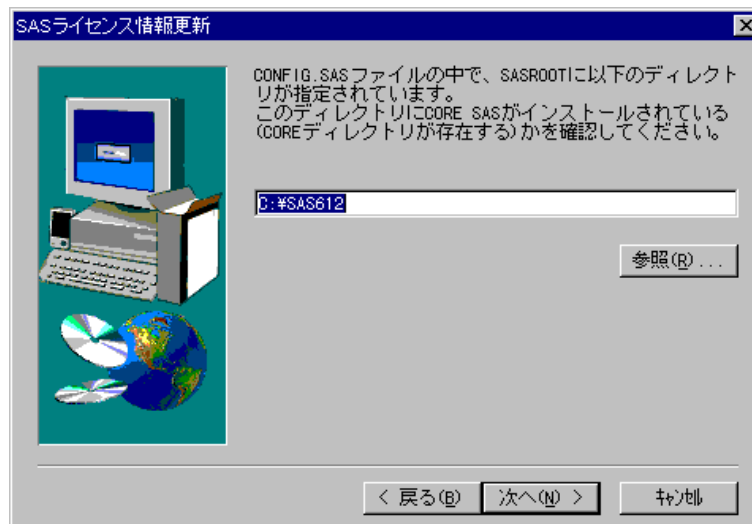 SASライセンス情報更新
CONFIG.SASファイルの中で、SASROOTに以下のディレクト
リが指定されています。
このディレクトリにCORE SASがインストールされている
(COREディレクトリが存在する)かを確認してください。
C:¥SAS612
参照(R)...
< 戻る(B)
次へ(N) >
ｷｬﾝｾﾙ